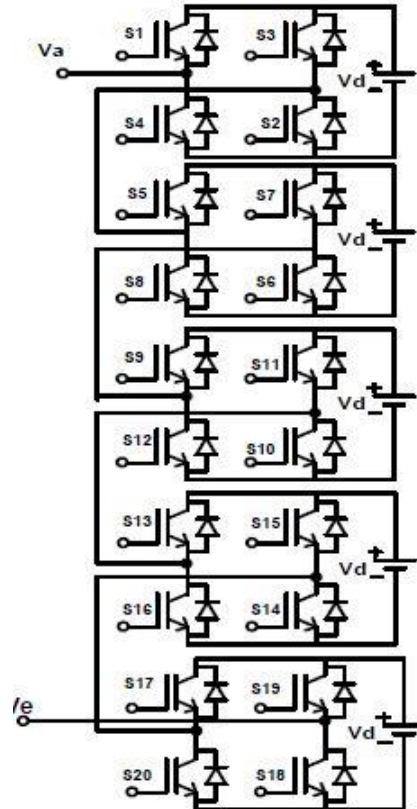 S1 S3
Va
Vd
+
-
S4 S2
S5 S7
Vd
+
-
S8 S6
S9 S11
Vd
+
-
S12 S10
S13 S15
Vd
+
-
S16 S14
S17 S19
Ve
Vd
+
-
S20 S18